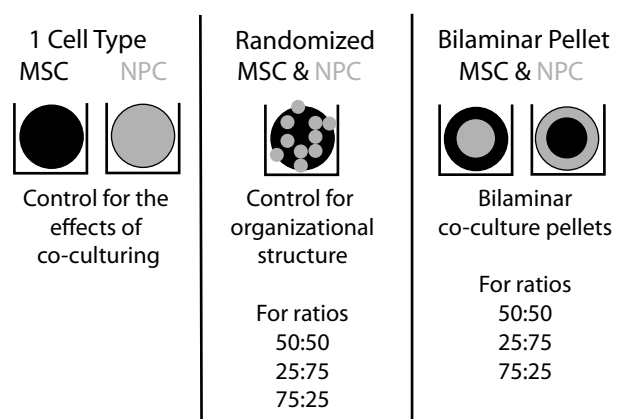 1 Cell Type
MSC NPC
Control for the
effects of
co-culturing
Randomized
MSC & NPC
Control for
organizational
structure
For ratios
50:50
25:75
75:25
Bilaminar Pellet
MSC & NPC
Bilaminar
co-culture pellets
For ratios
50:50
25:75
75:25